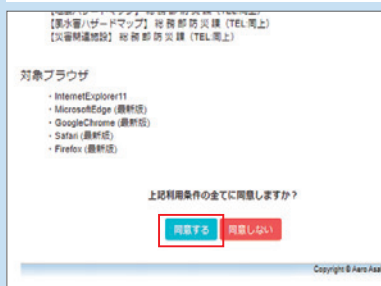 【風水害ハザードマップ】 総務部防災課 (TEL:同上)
【災害関連施設】 総務部防災課 (TEL:同上)
対象ブラウザ
・InternetExplorer11
・MicrosoftEdge (最新版)
・GoogleChrome (最新版)
・Safari (最新版)
・Firefox (最新版)
上記利用条件の全てに同意しますか？
同意する 同意しない
Copyright © Aero Asa